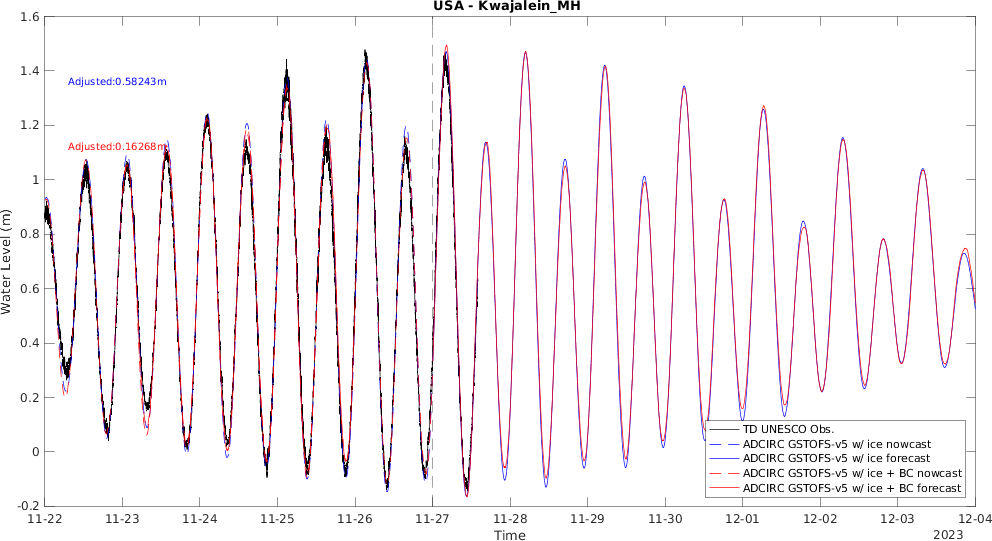 USA - Kwajalein_MH
1.6
1.4
1.2
1
0.8
0.6
0.4
0.2
0
-0.2
Water Level (m)
Adjusted:0.58243m
Adjusted:0.16268m
TD UNESCO Obs.
ADCIRC GSTOFS-v5 w/ ice nowcast
ADCIRC GSTOFS-v5 w/ ice forecast
ADCIRC GSTOFS-v5 w/ ice + BC nowcast
ADCIRC GSTOFS-v5 w/ ice + BC forecast
11-22 11-23 11-24 11-25 11-26 11-27 11-28 11-29 11-30 12-01 12-02 12-03 12-04
Time
2023